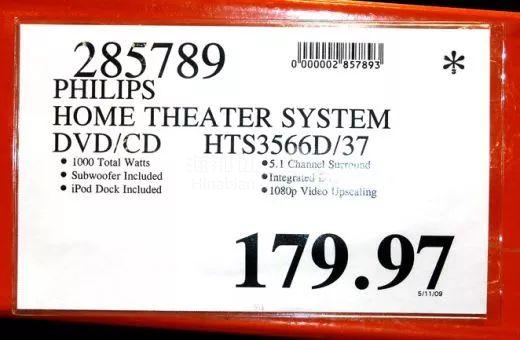 285789
0 000002 857893
*
PHILIPS
HOME THEATER SYSTEM
DVD/CD HTS3566D/37
• 1000 Total Watts
• Subwoofer Included
• iPod Dock Included
• 5.1 Channel Surround
• Integrated
• 1080p Video Upscaling
179.97
5/11/09